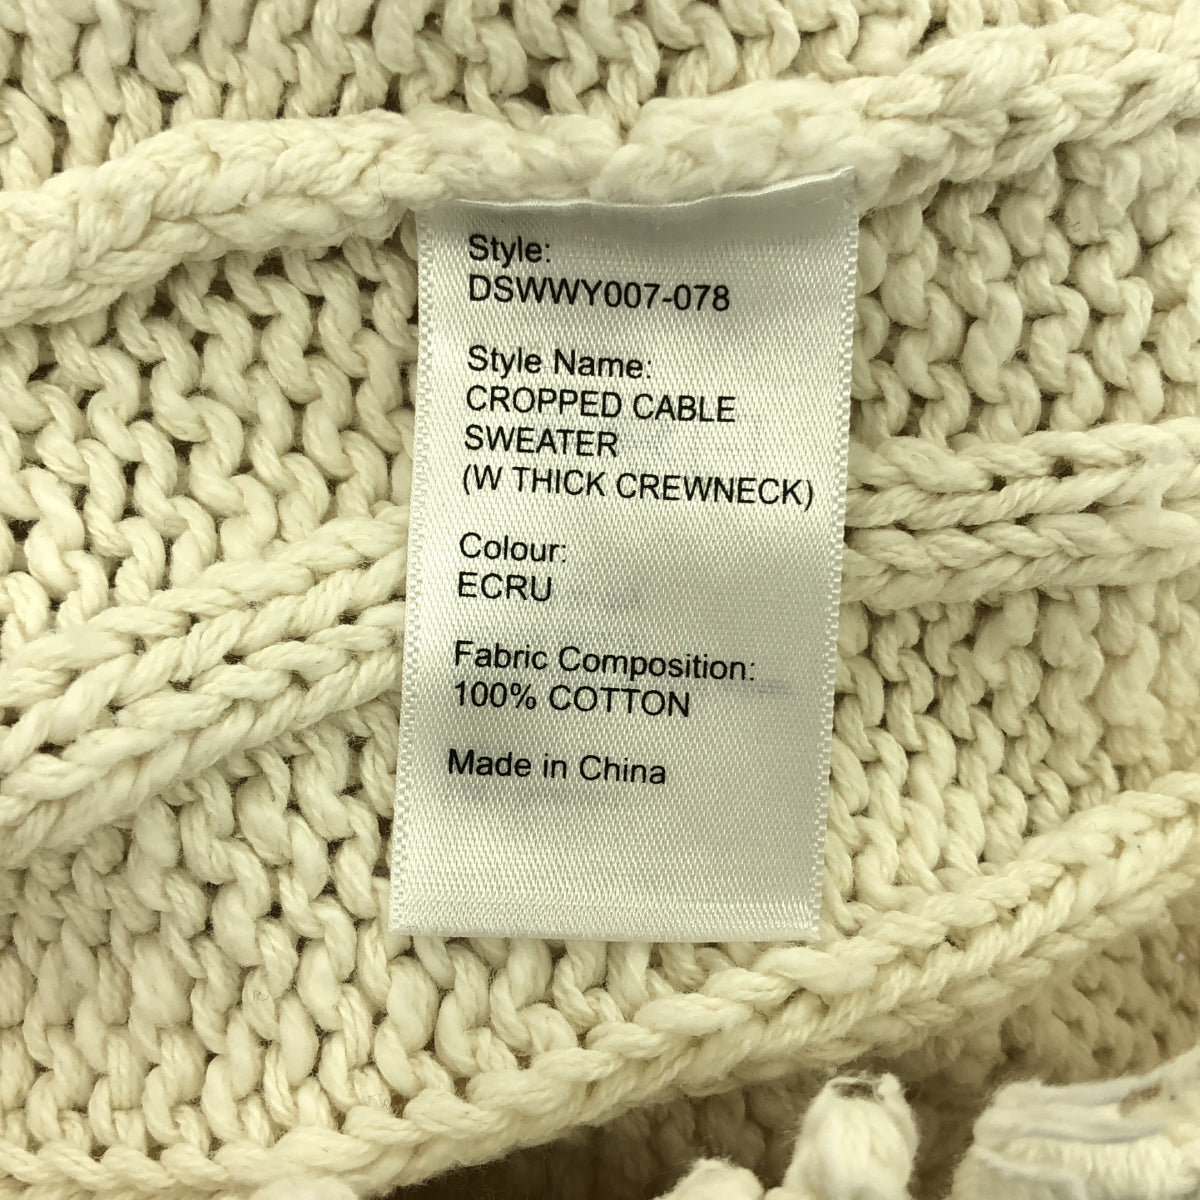 Style:
DSWWY007-078
Style Name:
CROPPED CABLE
SWEATER
(W THICK CREWNECK)
Colour:
ECRU
Fabric Composition:
100% COTTON
Made in China